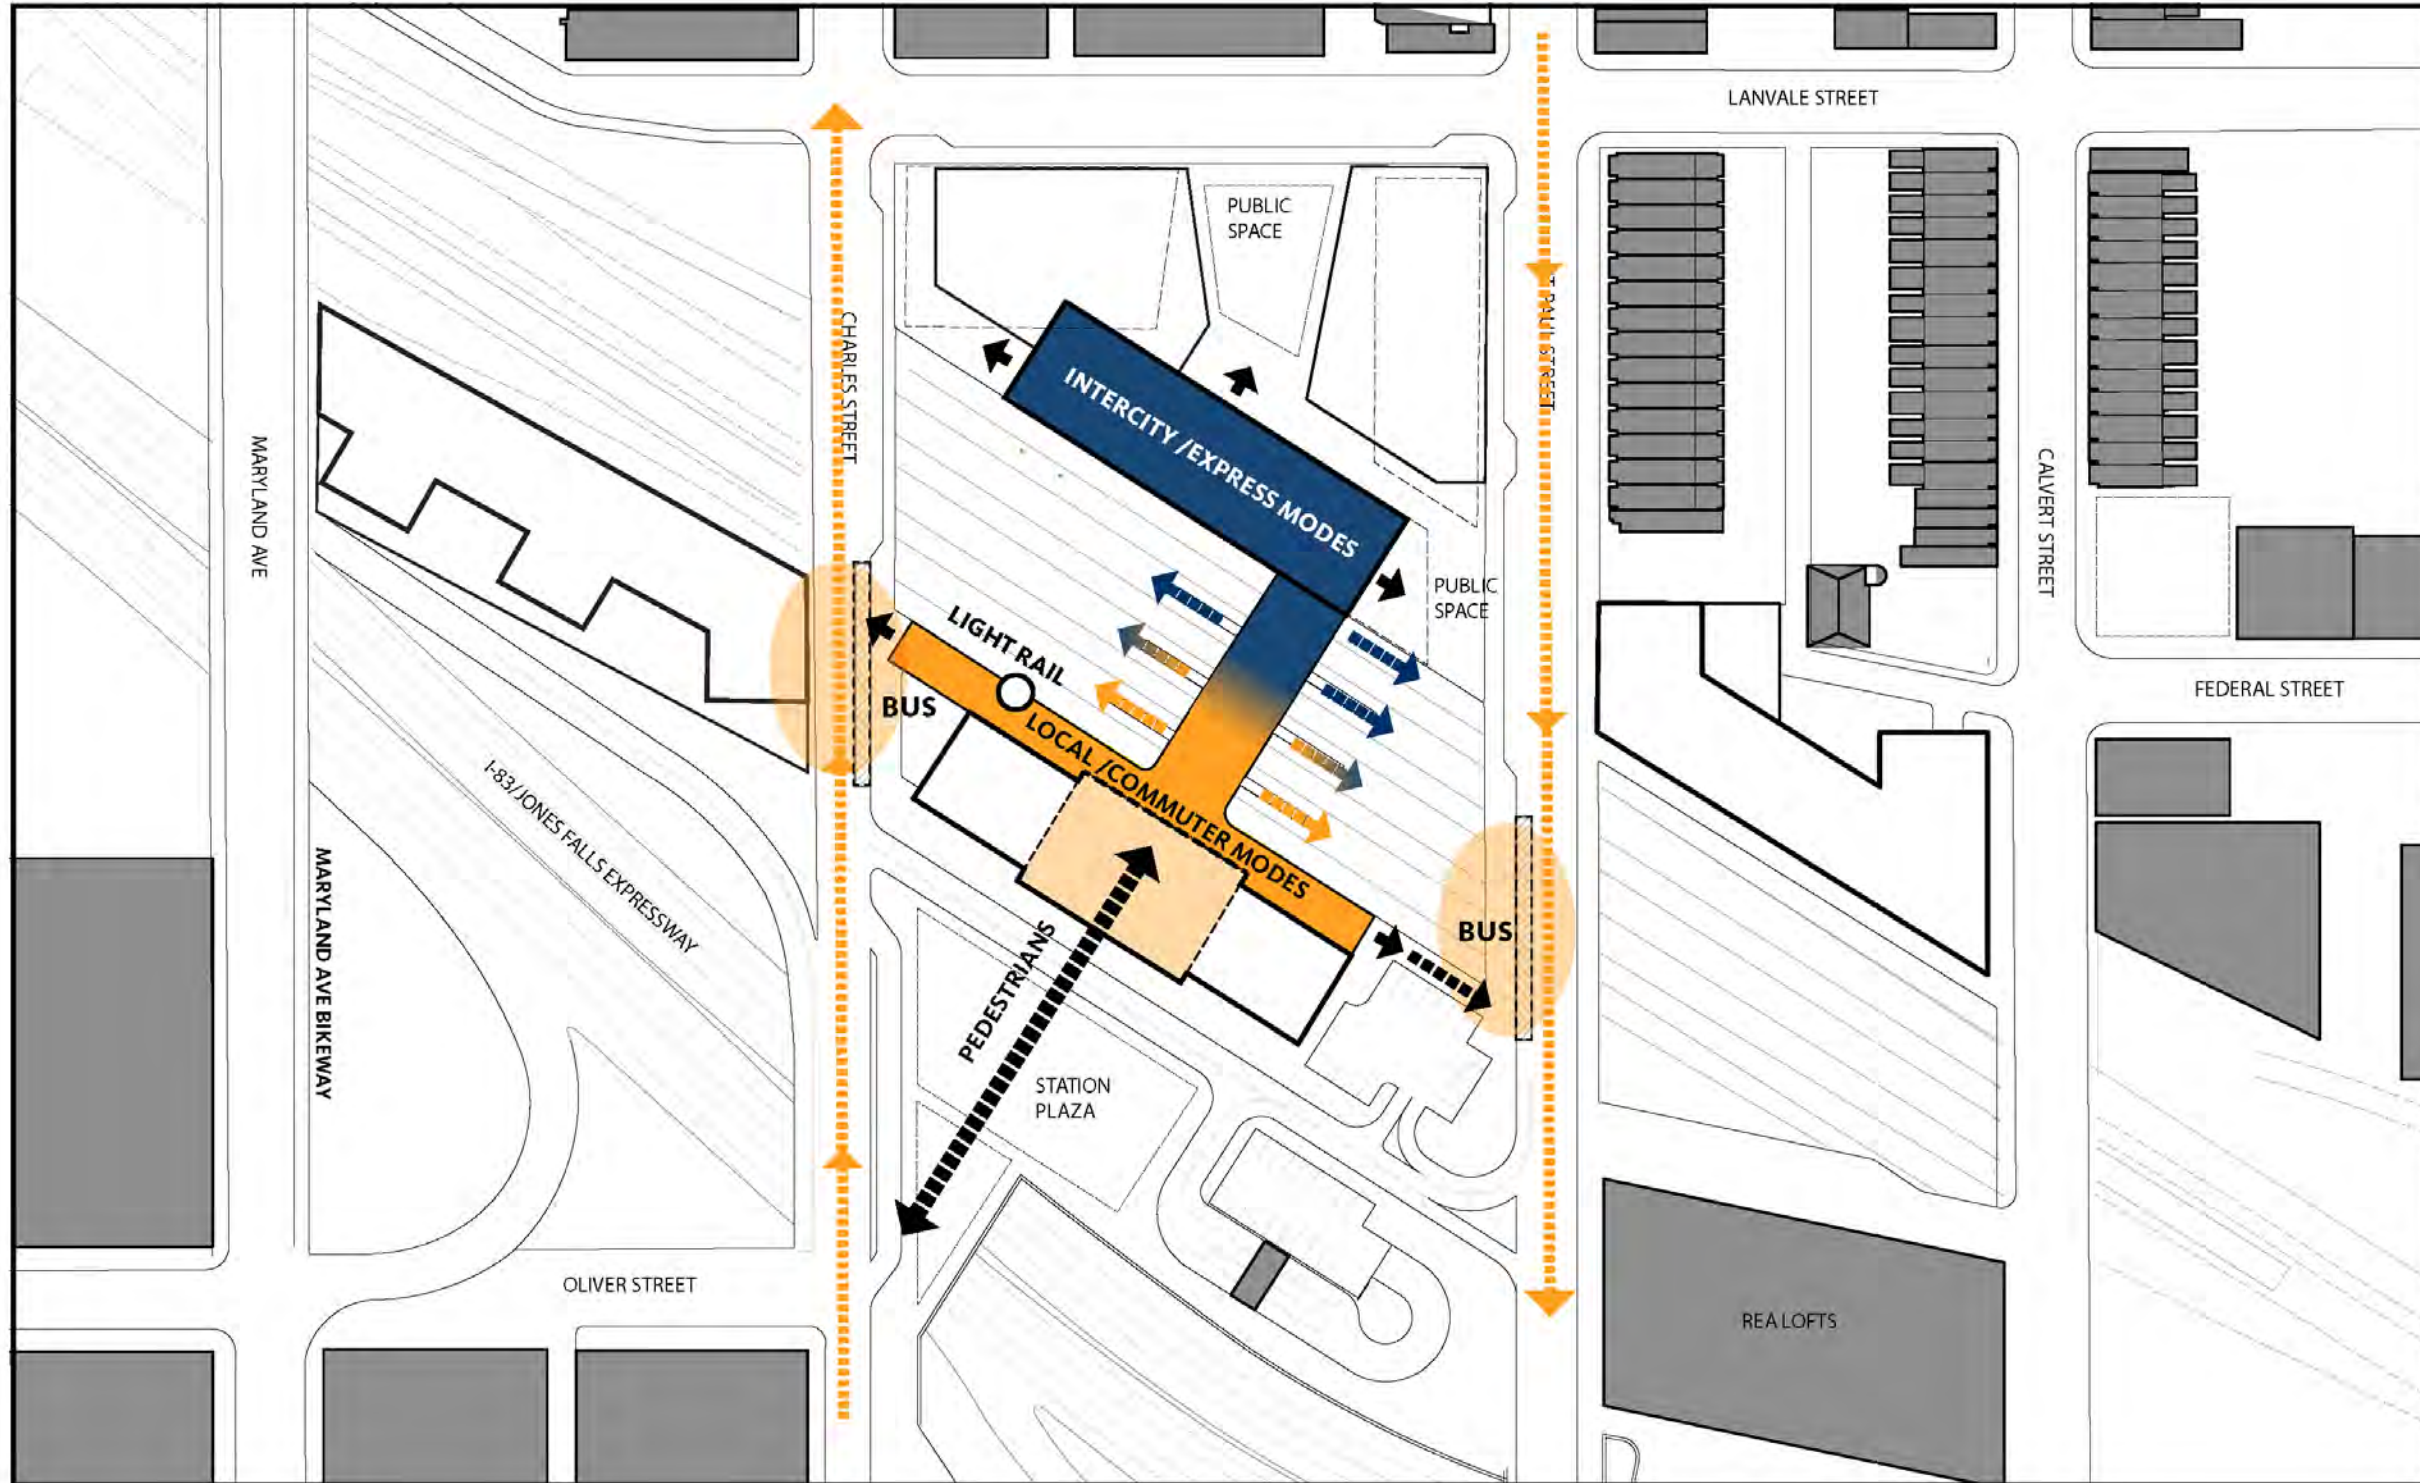 LANVALE STREET
PUBLIC
SPACE
CHARLES STREET
T PAUL STREET
INTERCITY /EXPRESS MODES
MARYLAND AVE
CALVERT STREET
PUBLIC
SPACE
LIGHT RAIL
BUS
FEDERAL STREET
LOCAL /COMMUTER MODES
I-83/JONES FALLS EXPRESSWAY
MARYLAND AVE BIKEWAY
BUS
PEDESTRIANS
STATION
PLAZA
OLIVER STREET
REA LOFTS